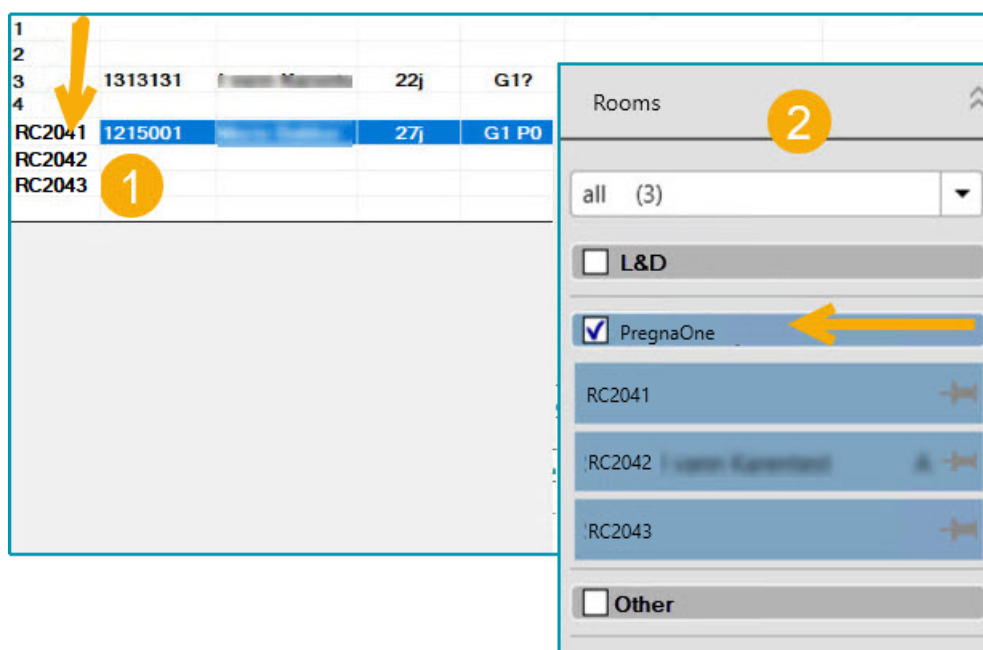 1
2
3 1313131 22j G1?
4
RC2041 1215001 27j G1 P0
RC2042
RC2043
1
Rooms
2
all (3)
L&D
PregnaOne
RC2041
RC2042 A
RC2043
Other